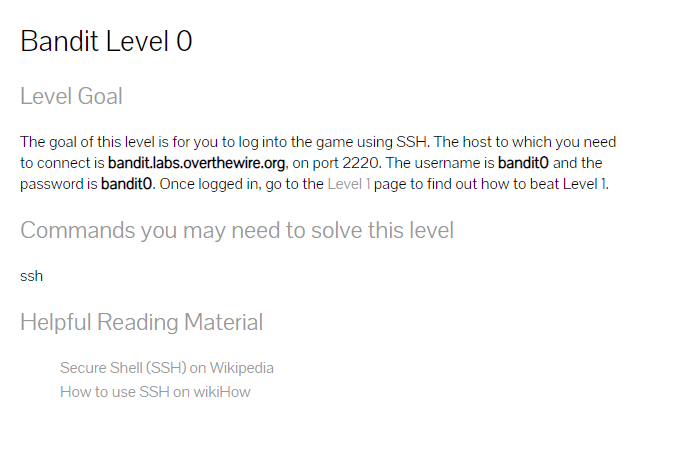 Bandit Level 0
Level Goal
The goal of this level is for you to log into the game using SSH. The host to which you need
to connect is bandit.labs.overthewire.org, on port 2220. The username is bandit0 and the
password is bandit0. Once logged in, go to the Level 1 page to find out how to beat Level 1.
Commands you may need to solve this level
ssh
Helpful Reading Material
Secure Shell (SSH) on Wikipedia
How to use SSH on wikiHow